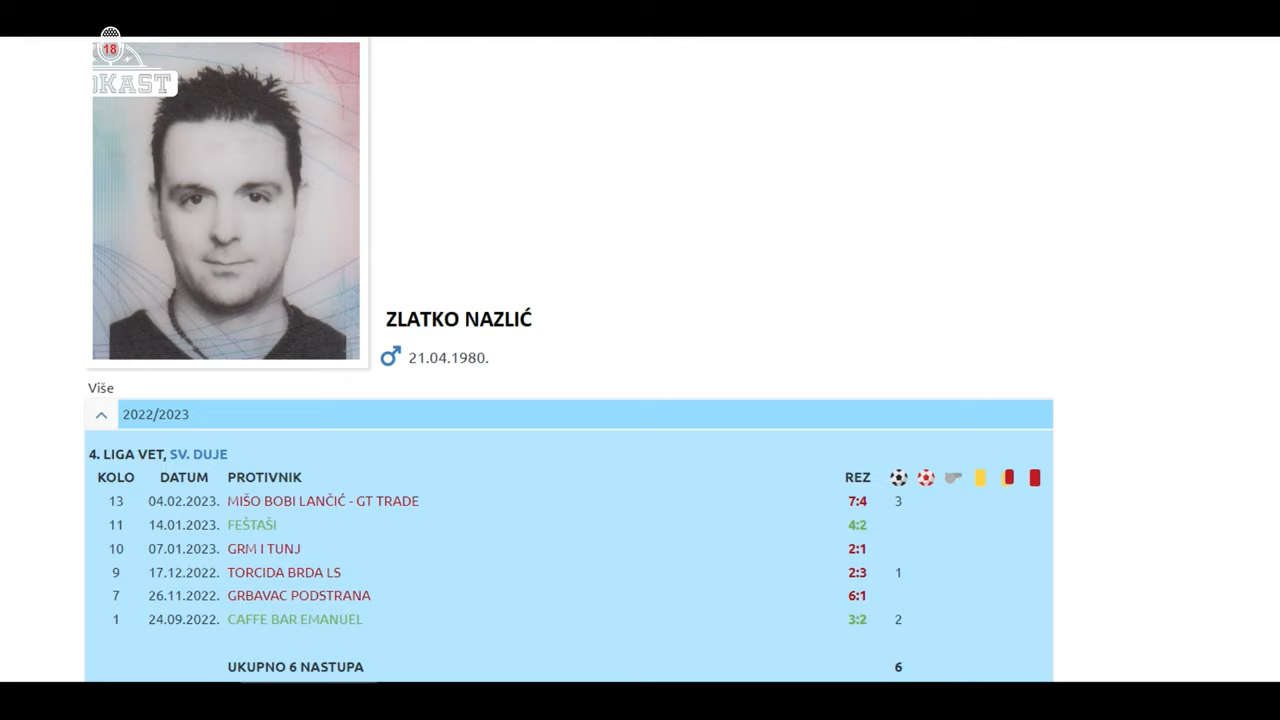 18
OKAST
ZLATKO NAZLIĆ
21.04.1980.
Više
2022/2023
4. LIGA VET, SV. DUJE
KOLO DATUM PROTIVNIK REZ
13 04.02.2023. MIŠO BOBI LANČIĆ - GT TRADE 7:4 3
11 14.01.2023. FEŠTAŠI 4:2
10 07.01.2023. GRM I TUNJ 2:1
9 17.12.2022. TORCIDA BRDA LS 2:3 1
7 26.11.2022. GRBAVAC PODSTRANA 6:1
1 24.09.2022. CAFFE BAR EMANUEL 3:2 2
UKUPNO 6 NASTUPA 6